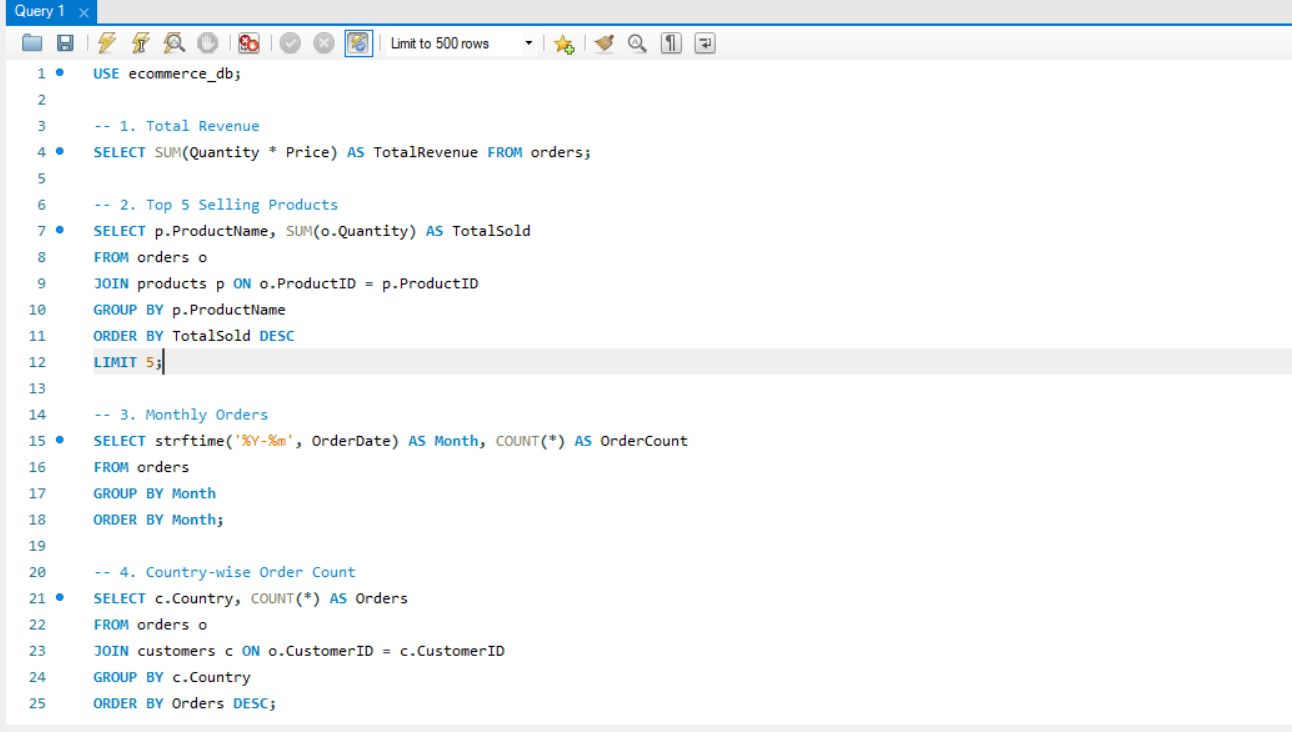 Query 1
Limit to 500 rows
1 USE ecommerce_db;
2
3 -- 1. Total Revenue
4 SELECT SUM(Quantity * Price) AS TotalRevenue FROM orders;
5
6 -- 2. Top 5 Selling Products
7 SELECT p.ProductName, SUM(o.Quantity) AS TotalSold
8 FROM orders o
9 JOIN products p ON o.ProductID = p.ProductID
10 GROUP BY p.ProductName
11 ORDER BY TotalSold DESC
12 LIMIT 5;
13
14 -- 3. Monthly Orders
15 SELECT strftime('%Y-%m', OrderDate) AS Month, COUNT(*) AS OrderCount
16 FROM orders
17 GROUP BY Month
18 ORDER BY Month;
19
20 -- 4. Country-wise Order Count
21 SELECT c.Country, COUNT(*) AS Orders
22 FROM orders o
23 JOIN customers c ON o.CustomerID = c.CustomerID
24 GROUP BY c.Country
25 ORDER BY Orders DESC;